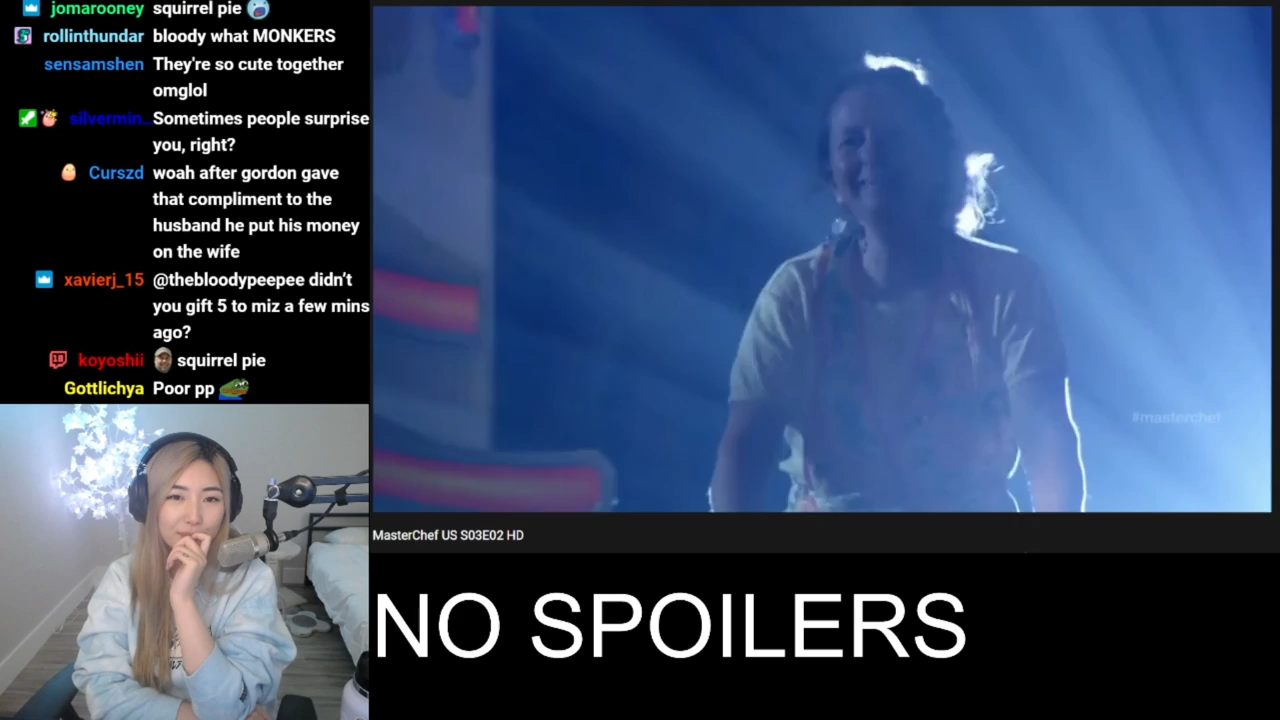 jomarooney squirrel pie
rollinthundar bloody what MONKERS
sensamshen They're so cute together
omglol
silvermin... Sometimes people surprise
you, right?
Curszd woah after gordon gave
that compliment to the
husband he put his money
on the wife
xavierj_15 @thebloodypeepee didn't
you gift 5 to miz a few mins
ago?
koyoshii squirrel pie
Gottlichya Poor pp
#masterchef
MasterChef US S03E02 HD
NO SPOILERS